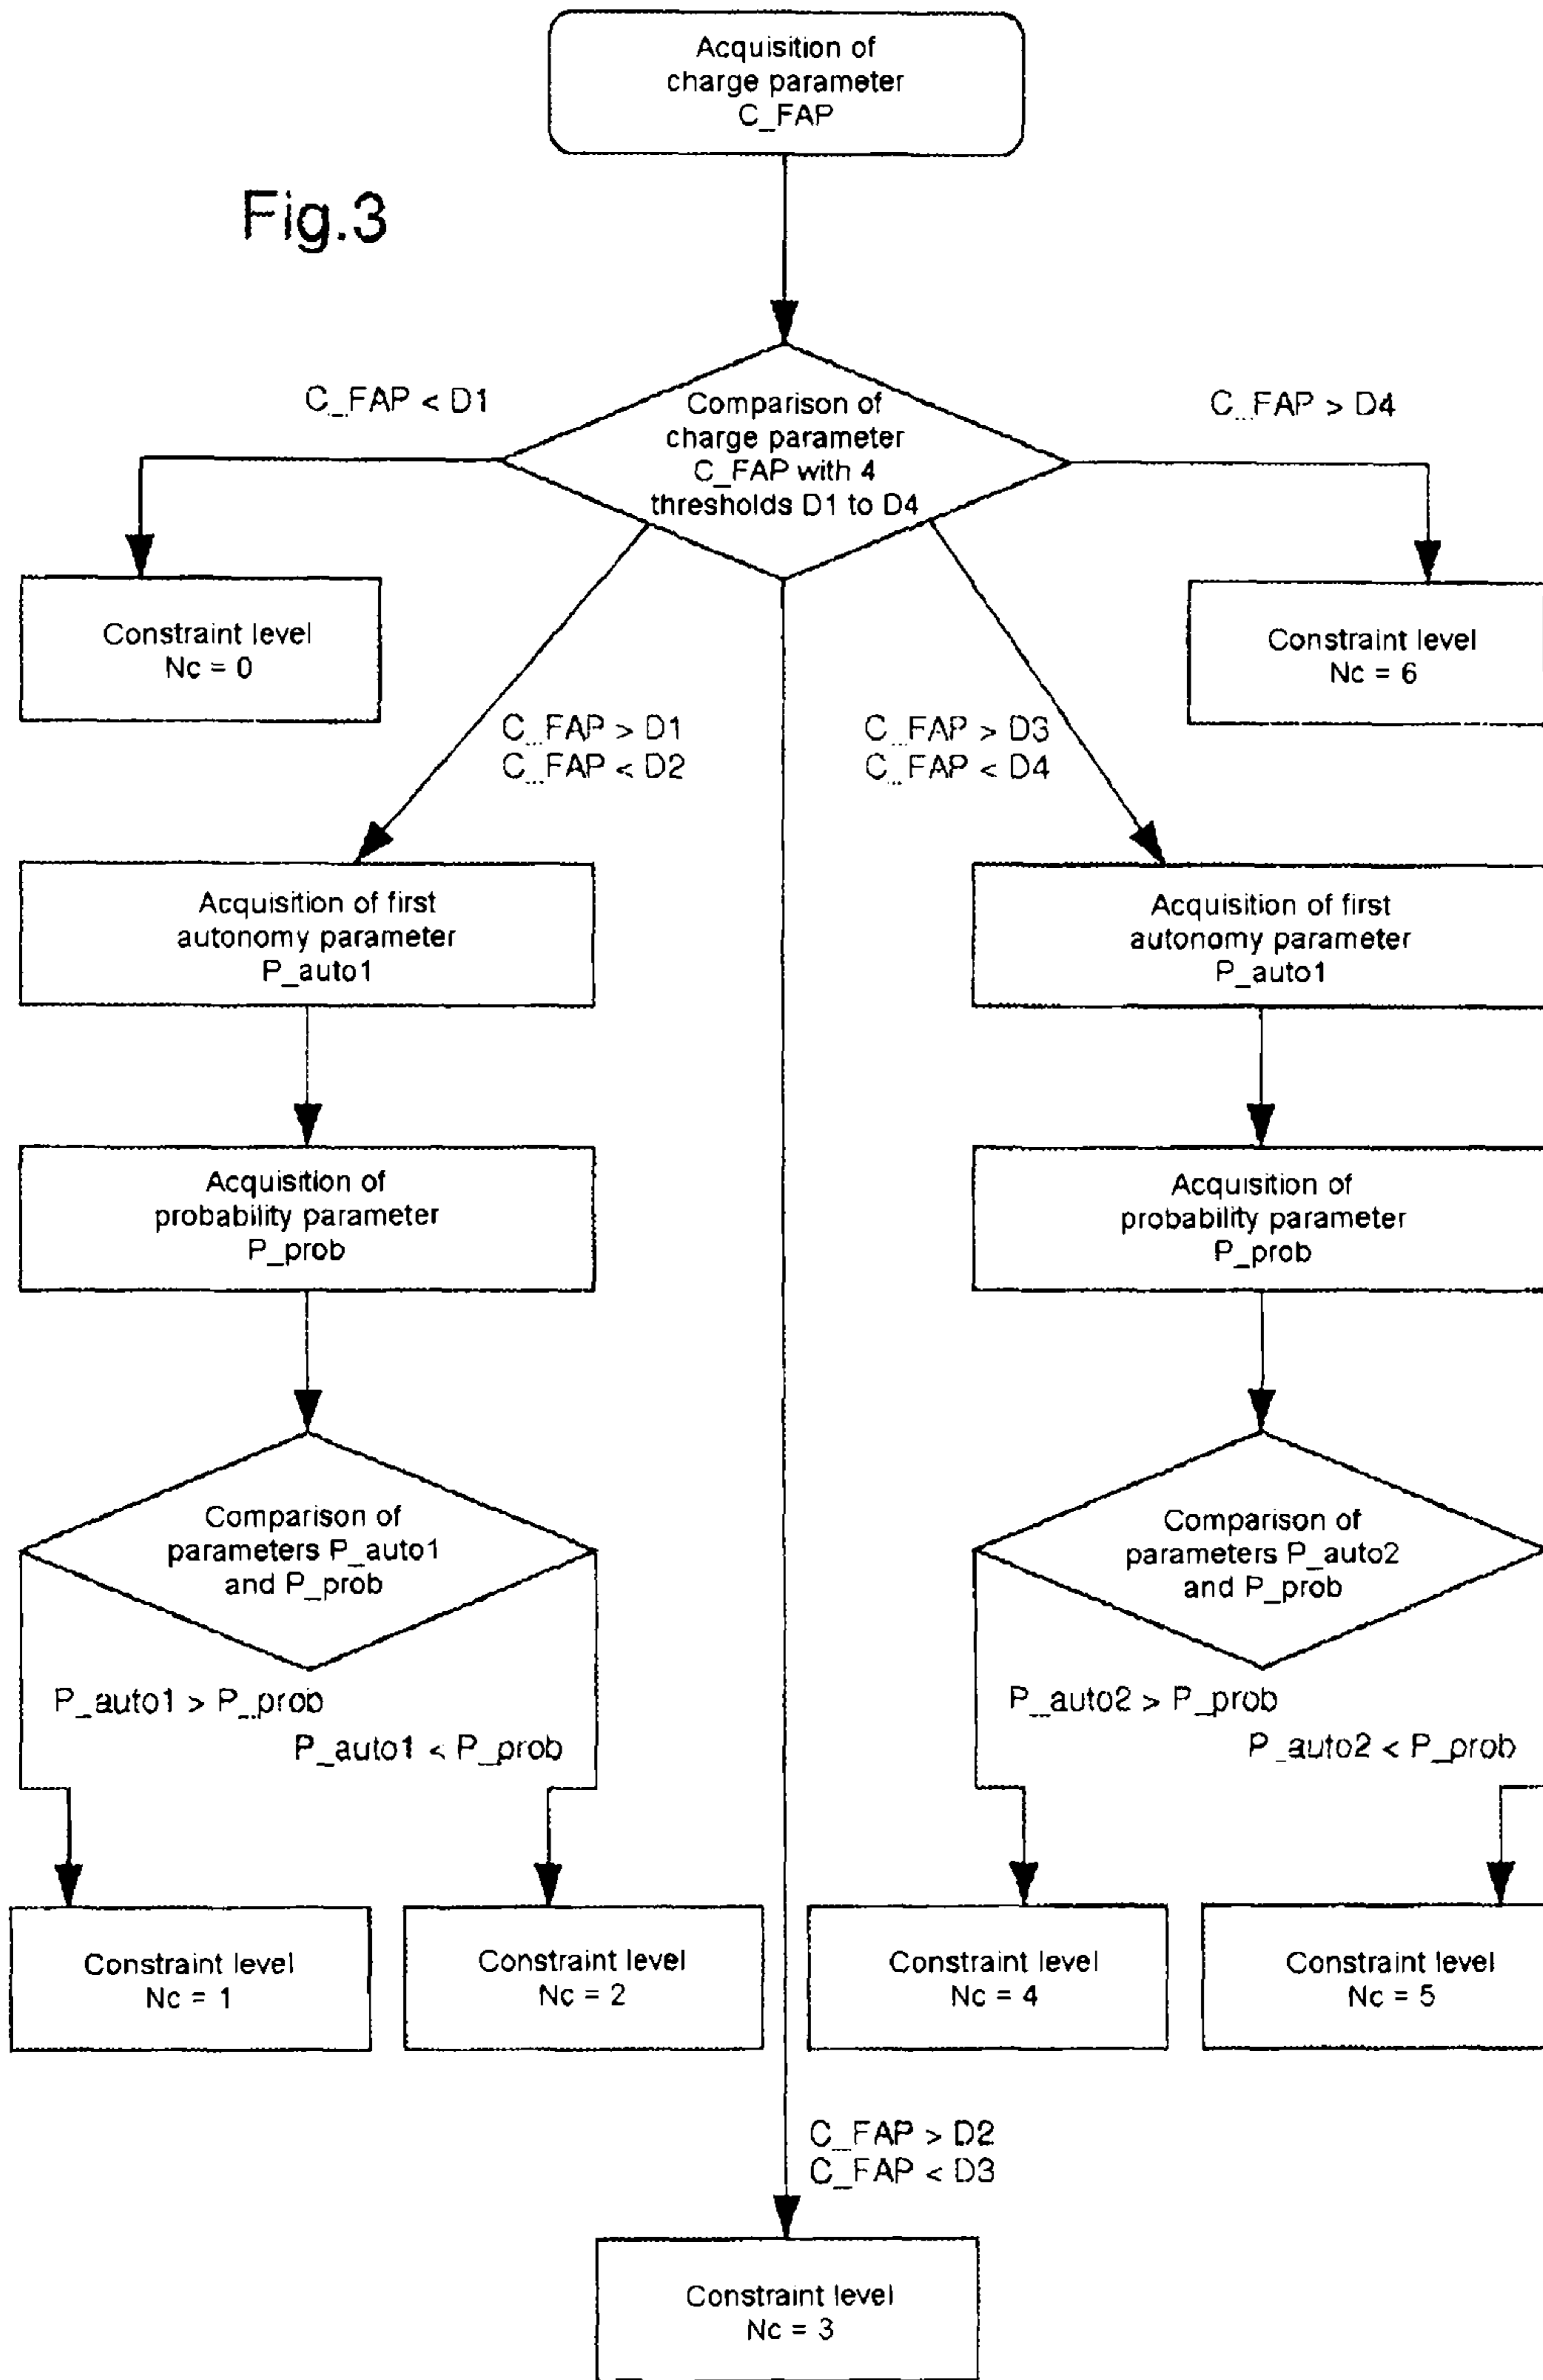 Acquisition of
charge parameter
C_FAP
Fig.3
C_FAP < D1
Comparison of
charge parameter
C_FAP with 4
thresholds D1 to D4
C_FAP > D4
Constraint level
Nc = 0
Constraint level
Nc = 6
C_FAP > D1
C_FAP < D2
C_FAP > D3
C_FAP < D4
Acquisition of first
autonomy parameter
P_auto1
Acquisition of first
autonomy parameter
P_auto1
Acquisition of
probability parameter
P_prob
Acquisition of
probability parameter
P_prob
Comparison of
parameters P_auto1
and P_prob
Comparison of
parameters P_auto2
and P_prob
P_auto1 > P_prob
P_auto1 < P_prob
P_auto2 > P_prob
P_auto2 < P_prob
Constraint level
Nc = 1
Constraint level
Nc = 2
Constraint level
Nc = 4
Constraint level
Nc = 5
C_FAP > D2
C_FAP < D3
Constraint level
Nc = 3